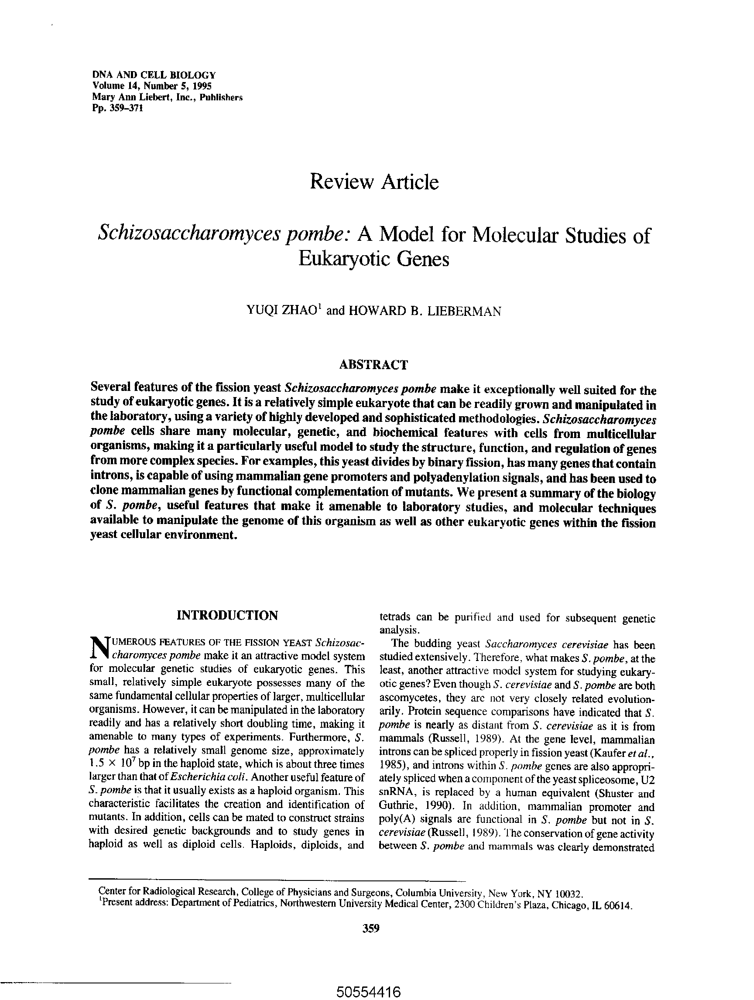 DNA AND CELL BIOLOGY
Volume 14, Number 5, 1995
Mary Ann Liebert, Inc., Publishers
Pp. 359–371
Review Article
Schizosaccharomyces pombe: A Model for Molecular Studies of
Eukaryotic Genes
YUQI ZHAO¹ and HOWARD B. LIEBERMAN
ABSTRACT
Several features of the fission yeast Schizosaccharomyces pombe make it exceptionally well suited for the
study of eukaryotic genes. It is a relatively simple eukaryote that can be readily grown and manipulated in
the laboratory, using a variety of highly developed and sophisticated methodologies. Schizosaccharomyces
pombe cells share many molecular, genetic, and biochemical features with cells from multicellular
organisms, making it a particularly useful model to study the structure, function, and regulation of genes
from more complex species. For examples, this yeast divides by binary fission, has many genes that contain
introns, is capable of using mammalian gene promoters and polyadenylation signals, and has been used to
clone mammalian genes by functional complementation of mutants. We present a summary of the biology
of S. pombe, useful features that make it amenable to laboratory studies, and molecular techniques
available to manipulate the genome of this organism as well as other eukaryotic genes within the fission
yeast cellular environment.
INTRODUCTION
NUMEROUS FEATURES OF THE FISSION YEAST Schizosac-
charomyces pombe make it an attractive model system
for molecular genetic studies of eukaryotic genes. This
small, relatively simple eukaryote possesses many of the
same fundamental cellular properties of larger, multicellular
organisms. However, it can be manipulated in the laboratory
readily and has a relatively short doubling time, making it
amenable to many types of experiments. Furthermore, S.
pombe has a relatively small genome size, approximately
1.5 × 10⁷ bp in the haploid state, which is about three times
larger than that of Escherichia coli. Another useful feature of
S. pombe is that it usually exists as a haploid organism. This
characteristic facilitates the creation and identification of
mutants. In addition, cells can be mated to construct strains
with desired genetic backgrounds and to study genes in
haploid as well as diploid cells. Haploids, diploids, and
tetrads can be purified and used for subsequent genetic
analysis.
The budding yeast Saccharomyces cerevisiae has been
studied extensively. Therefore, what makes S. pombe, at the
least, another attractive model system for studying eukary-
otic genes? Even though S. cerevisiae and S. pombe are both
ascomycetes, they are not very closely related evolution-
arily. Protein sequence comparisons have indicated that S.
pombe is nearly as distant from S. cerevisiae as it is from
mammals (Russell, 1989). At the gene level, mammalian
introns can be spliced properly in fission yeast (Kaufer et al.,
1985), and introns within S. pombe genes are also appropri-
ately spliced when a component of the yeast spliceosome, U2
snRNA, is replaced by a human equivalent (Shuster and
Guthrie, 1990). In addition, mammalian promoter and
poly(A) signals are functional in S. pombe but not in S.
cerevisiae (Russell, 1989). The conservation of gene activity
between S. pombe and mammals was clearly demonstrated
Center for Radiological Research, College of Physicians and Surgeons, Columbia University, New York, NY 10032.
¹Present address: Department of Pediatrics, Northwestern University Medical Center, 2300 Children's Plaza, Chicago, IL 60614.
359
50554416